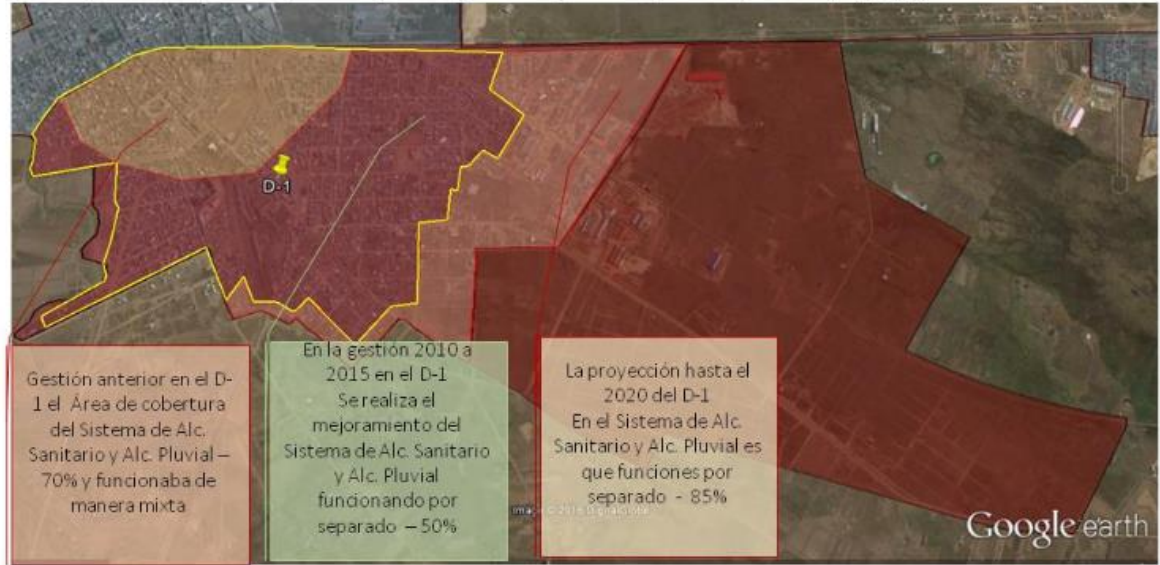 D-1
Gestión anterior en el D-
1 el Área de cobertura
del Sistema de Alc.
Sanitario y Alc. Pluvial –
70% y funcionaba de
manera mixta
En la gestión 2010 a
2015 en el D-1
Se realiza el
mejoramiento del
Sistema de Alc. Sanitario
y Alc. Pluvial
funcionando por
separado – 50%
La proyección hasta el
2020 del D-1
En el Sistema de Alc.
Sanitario y Alc. Pluvial es
que funciones por
separado - 85%
Image © 2016 DigitalGlobe
Google earth